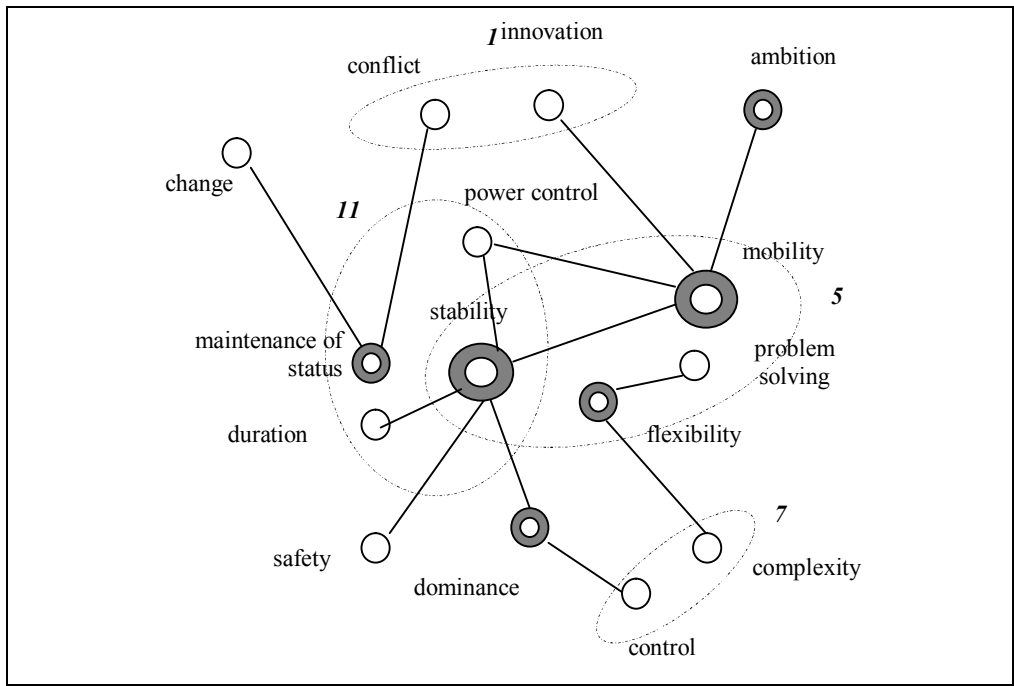 1 innovation
ambition
conflict
change
power control
11
mobility
5
stability
maintenance of
status
problem
solving
duration
flexibility
7
safety
complexity
dominance
control